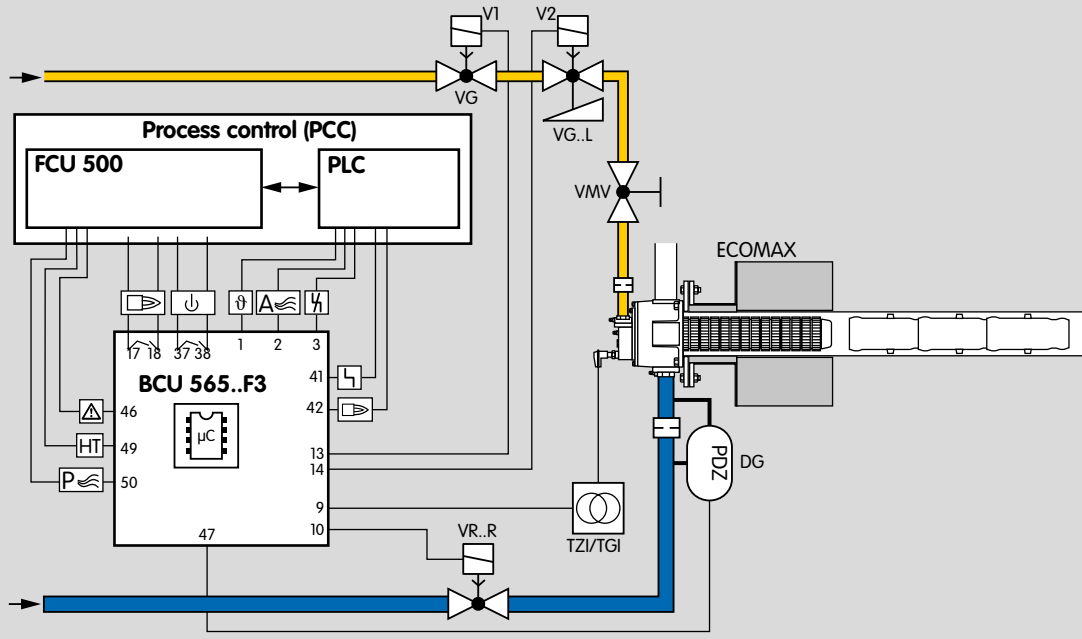 V1
V2
VG
VG..L
Process control (PCC)
FCU 500
PLC
VMV
ECOMAX
ϑ
A
17 18 37 38
1
2
3
BCU 565..F3
41
42
µC
46
HT
49
P
50
13
14
9
10
47
PDZ
DG
TZI/TGI
VR..R